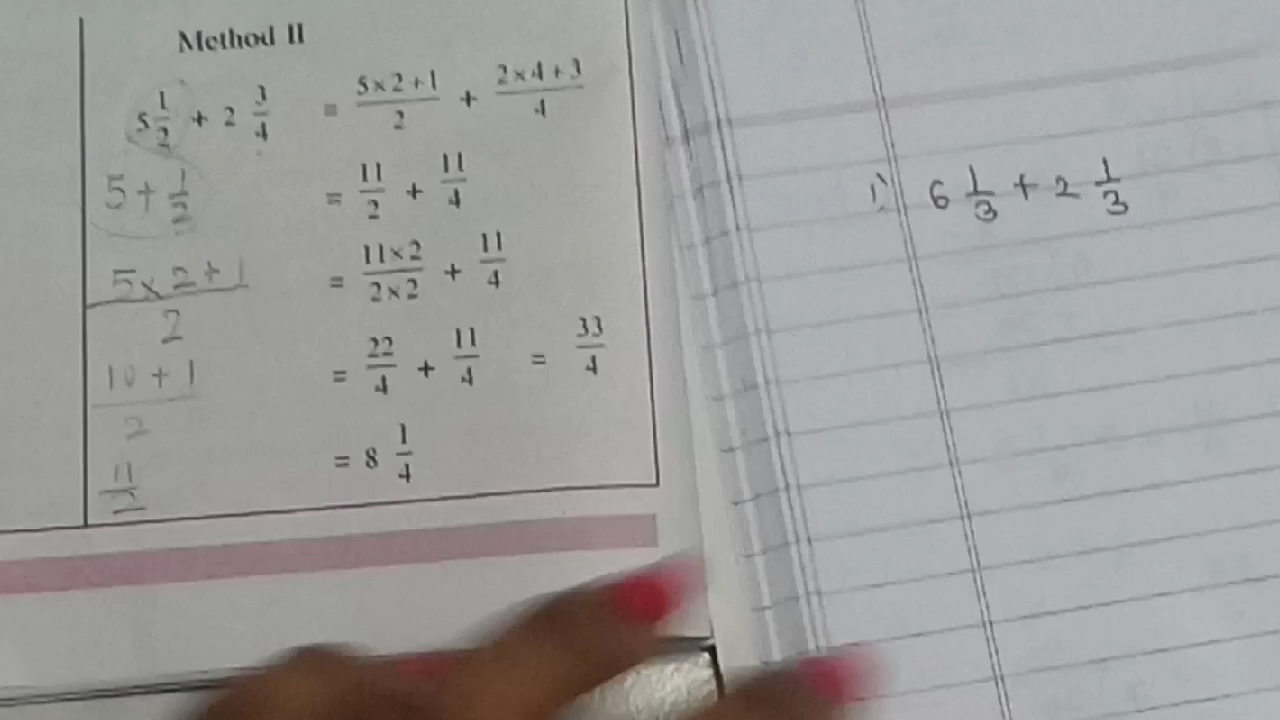 Method II
5 1/2 + 2 3/4 = (5×2+1)/2 + (2×4+3)/4
= 11/2 + 11/4
= (11×2)/(2×2) + 11/4
= 22/4 + 11/4 = 33/4
= 8 1/4
5 + 1/2
(5×2+1)/2
(10+1)/2
11/2
1) 6 1/3 + 2 1/3